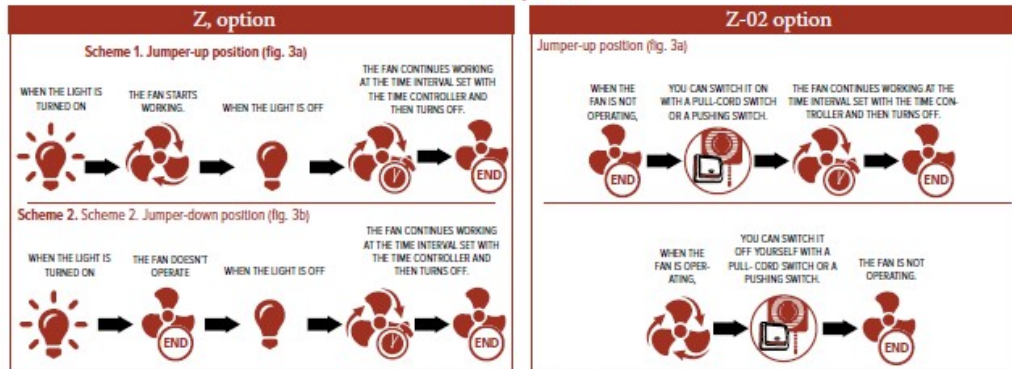 Z, option
Scheme 1. Jumper-up position (fig. 3a)
WHEN THE LIGHT IS
TURNED ON
THE FAN STARTS
WORKING.
WHEN THE LIGHT IS OFF
THE FAN CONTINUES WORKING
AT THE TIME INTERVAL SET WITH
THE TIME CONTROLLER AND
THEN TURNS OFF.
END
Scheme 2. Scheme 2. Jumper-down position (fig. 3b)
WHEN THE LIGHT IS
TURNED ON
THE FAN DOESN'T
OPERATE
WHEN THE LIGHT IS OFF
THE FAN CONTINUES WORKING
AT THE TIME INTERVAL SET WITH
THE TIME CONTROLLER AND
THEN TURNS OFF.
END
END
Z-02 option
Jumper-up position (fig. 3a)
WHEN THE
FAN IS NOT
OPERATING,
YOU CAN SWITCH IT ON
WITH A PULL-CORD SWITCH
OR A PUSHING SWITCH.
THE FAN CONTINUES WORKING AT THE
TIME INTERVAL SET WITH THE TIME CON-
TROLLER AND THEN TURNS OFF.
END
END
WHEN THE
FAN IS OPER-
ATING,
YOU CAN SWITCH IT
OFF YOURSELF WITH A
PULL- CORD SWITCH OR A
PUSHING SWITCH.
THE FAN IS NOT
OPERATING.
END